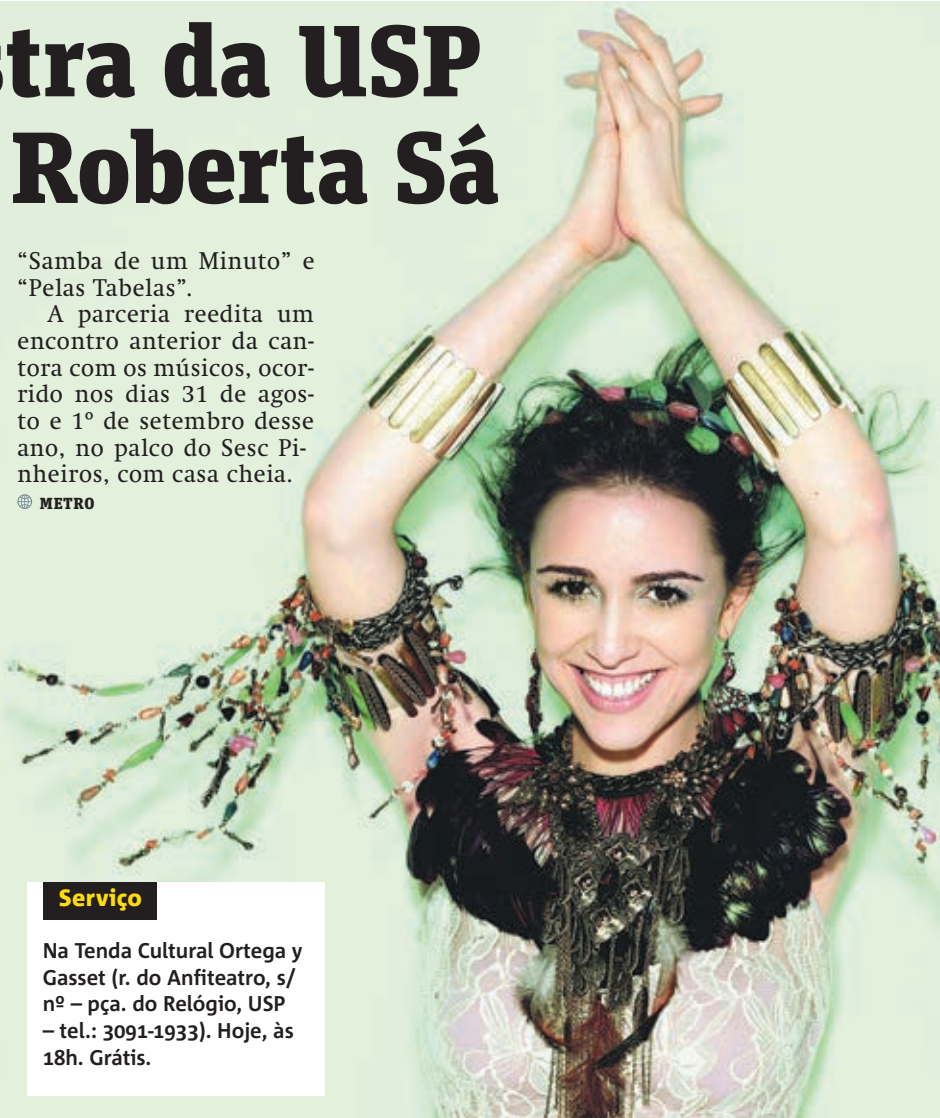 stra da USP
Roberta Sá
“Samba de um Minuto” e
“Pelas Tabelas”.
A parceria reedita um
encontro anterior da can-
tora com os músicos, ocor-
rido nos dias 31 de agos-
to e 1º de setembro desse
ano, no palco do Sesc Pi-
nheiros, com casa cheia.
METRO
Serviço
Na Tenda Cultural Ortega y
Gasset (r. do Anfiteatro, s/
nº – pça. do Relógio, USP
– tel.: 3091-1933). Hoje, às
18h. Grátis.